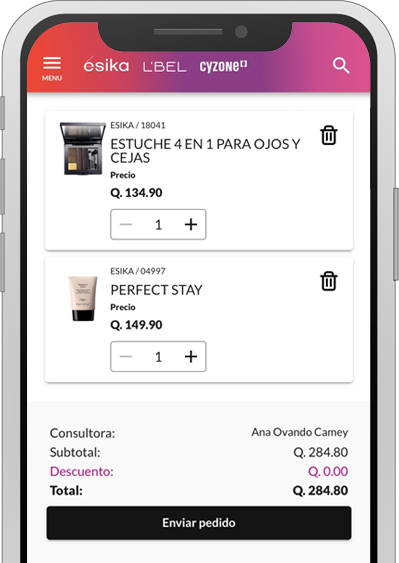 MENU
ésika L'BEL cyzone
ESIKA / 18041
ESTUCHE 4 EN 1 PARA OJOS Y
CEJAS
Precio
Q. 134.90
− 1 +
ESIKA / 04997
PERFECT STAY
Precio
Q. 149.90
− 1 +
Consultora: Ana Ovando Camey
Subtotal: Q. 284.80
Descuento: Q. 0.00
Total: Q. 284.80
Enviar pedido